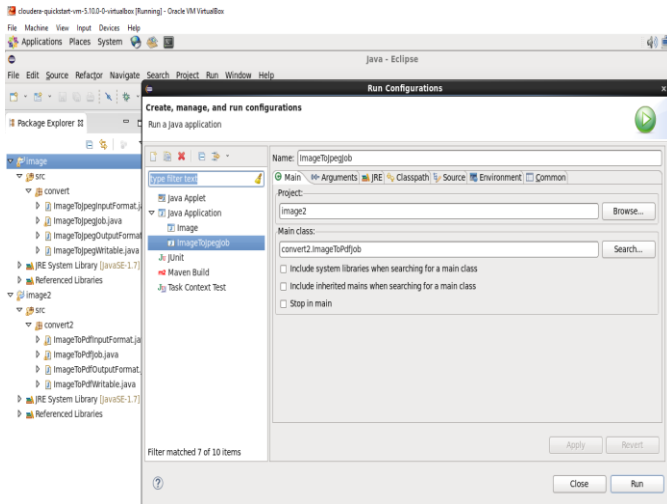 cloudera-quickstart-vm-5.10.0-0-virtualbox [Running] - Oracle VM VirtualBox
File Machine View Input Devices Help
Applications Places System
Java - Eclipse
File Edit Source Refactor Navigate Search Project Run Window Help
Run Configurations
Create, manage, and run configurations
Run a Java application
Package Explorer
image
src
convert
ImageToJpegInputFormat.j
ImageToJpegJob.java
ImageToJpegOutputFormat
ImageToJpegWritable.java
JRE System Library [JavaSE-1.7]
Referenced Libraries
image2
src
convert2
ImageToPdfInputFormat.ja
ImageToPdfJob.java
ImageToPdfOutputFormat.
ImageToPdfWritable.java
JRE System Library [JavaSE-1.7]
Referenced Libraries
type filter text
Java Applet
Java Application
Image
ImageToJpegJob
JUnit
Maven Build
Task Context Test
Filter matched 7 of 10 items
Name: ImageToJpegJob
Main Arguments JRE Classpath Source Environment Common
Project:
image2 Browse...
Main class:
convert2.ImageToPdfJob Search...
Include system libraries when searching for a main class
Include inherited mains when searching for a main class
Stop in main
Apply Revert
Close Run